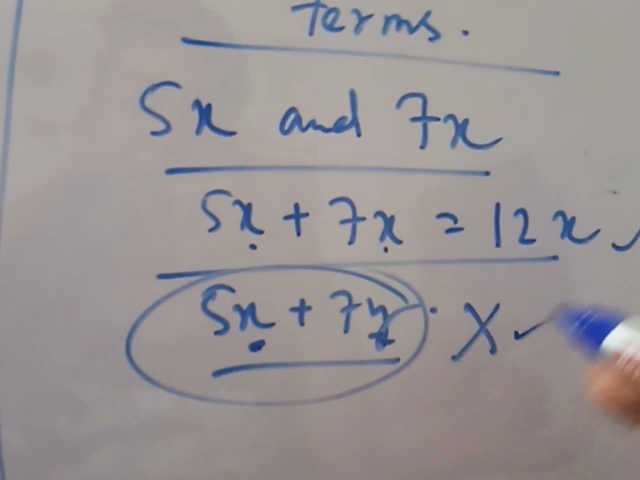 terms.
5x and 7x
5x + 7x = 12x ✓
5x + 7y. X ✓